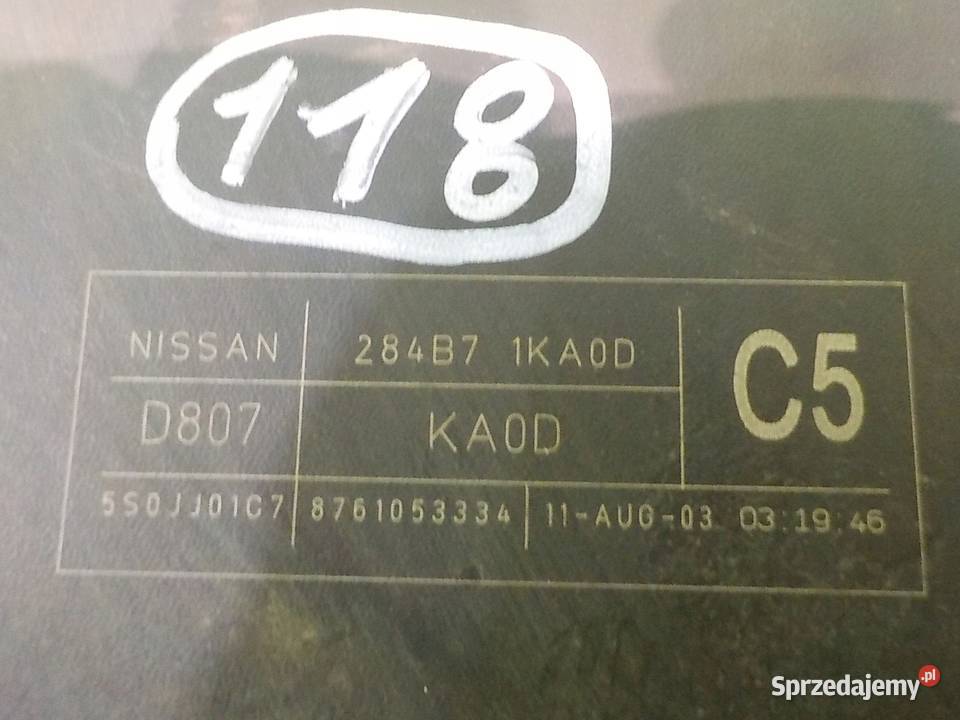 118
NISSAN 284B7 1KA0D C5
D807 KA0D
5S0JJ01C7 8761053334 11-AUG-03 03:19:46
Sprzedajemy.pl